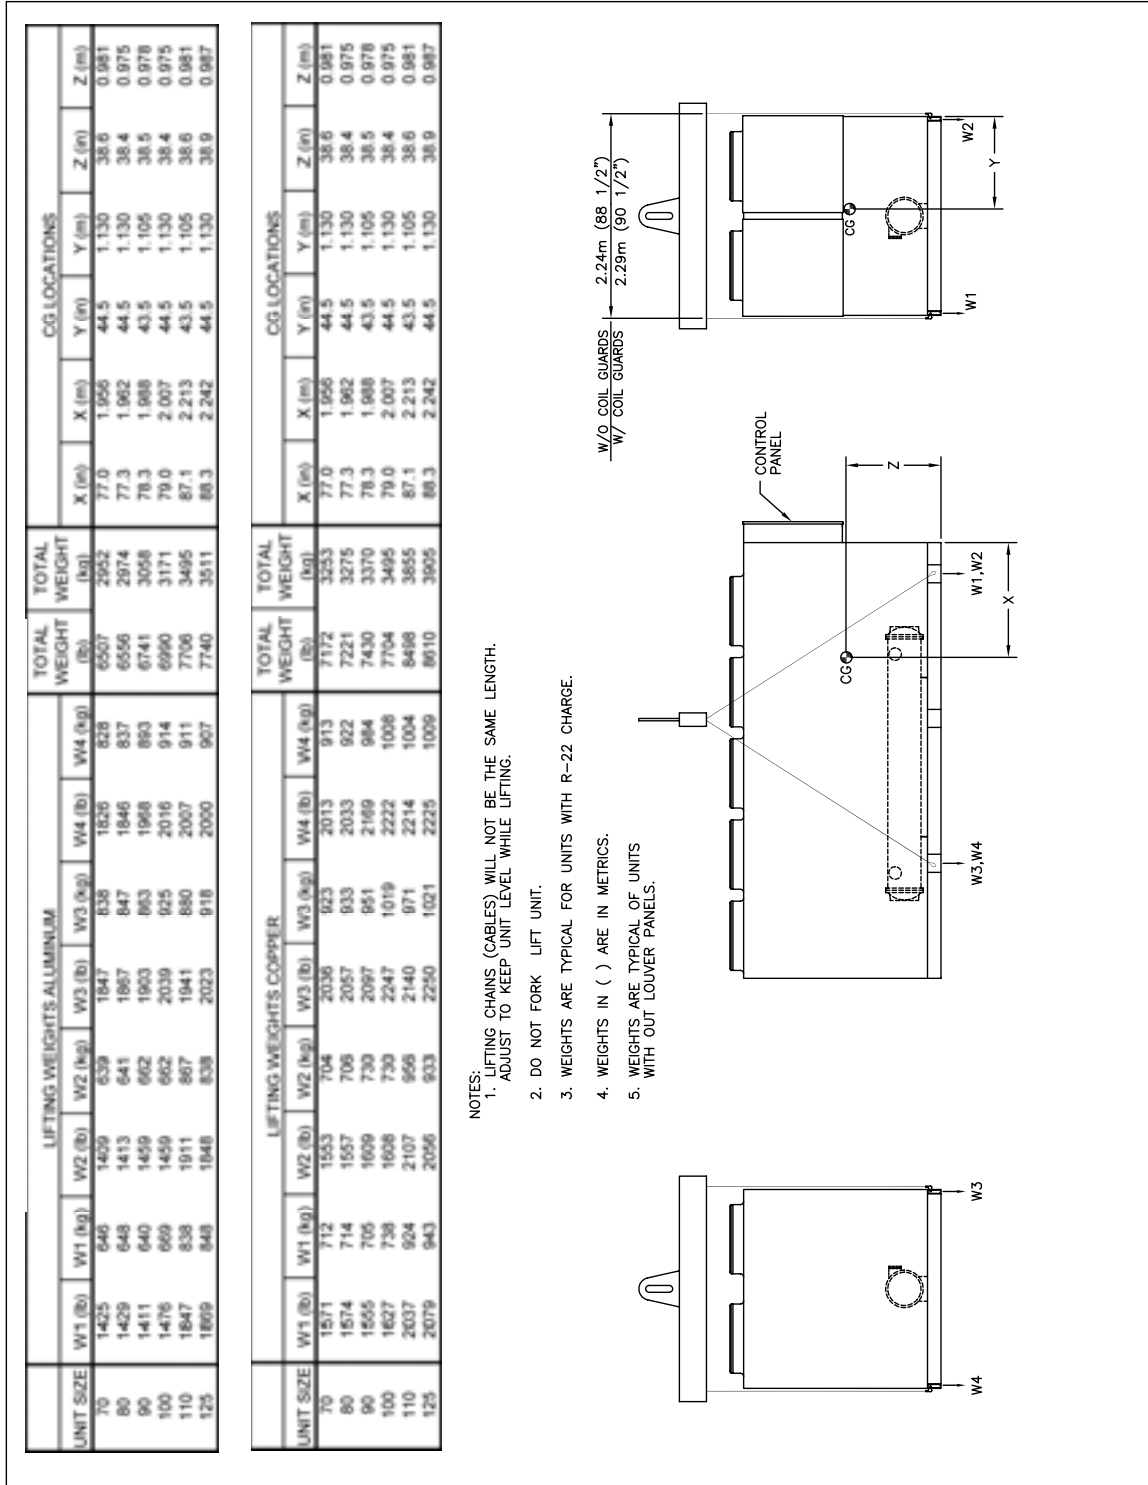 LIFTING WEIGHTS ALUMINUM TOTAL WEIGHT TOTAL WEIGHT CG LOCATIONS
UNIT SIZE W1 (lb) W1 (kg) W2 (lb) W2 (kg) W3 (lb) W3 (kg) W4 (lb) W4 (kg) (lb) (kg) X (in) X (m) Y (in) Y (m) Z (in) Z (m)
70 1425 646 1409 639 1847 838 1826 828 6507 2952 77.0 1.956 44.5 1.130 38.6 0.981
80 1429 648 1413 641 1867 847 1846 837 6556 2974 77.3 1.962 44.5 1.130 38.4 0.975
90 1411 640 1459 662 1903 863 1968 893 6741 3058 78.3 1.988 43.5 1.105 38.5 0.978
100 1476 669 1459 662 2039 925 2016 914 6990 3171 79.0 2.007 44.5 1.130 38.4 0.975
110 1847 838 1911 867 1941 880 2007 911 7706 3495 87.1 2.213 43.5 1.105 38.6 0.981
125 1869 848 1848 838 2023 918 2000 907 7740 3511 88.3 2.242 44.5 1.130 38.9 0.987
LIFTING WEIGHTS COPPER TOTAL WEIGHT TOTAL WEIGHT CG LOCATIONS
UNIT SIZE W1 (lb) W1 (kg) W2 (lb) W2 (kg) W3 (lb) W3 (kg) W4 (lb) W4 (kg) (lb) (kg) X (in) X (m) Y (in) Y (m) Z (in) Z (m)
70 1571 712 1553 704 2036 923 2013 913 7172 3253 77.0 1.956 44.5 1.130 38.6 0.981
80 1574 714 1557 706 2057 933 2033 922 7221 3275 77.3 1.962 44.5 1.130 38.4 0.975
90 1555 705 1609 730 2097 951 2169 984 7430 3370 78.3 1.988 43.5 1.105 38.5 0.978
100 1627 738 1608 730 2247 1019 2222 1008 7704 3495 79.0 2.007 44.5 1.130 38.4 0.975
110 2037 924 2107 956 2140 971 2214 1004 8498 3855 87.1 2.213 43.5 1.105 38.6 0.981
125 2079 943 2056 933 2250 1021 2225 1009 8610 3905 88.3 2.242 44.5 1.130 38.9 0.987
NOTES:
1. LIFTING CHAINS (CABLES) WILL NOT BE THE SAME LENGTH.
ADJUST TO KEEP UNIT LEVEL WHILE LIFTING.
2. DO NOT FORK LIFT UNIT.
3. WEIGHTS ARE TYPICAL FOR UNITS WITH R-22 CHARGE.
4. WEIGHTS IN ( ) ARE IN METRICS.
5. WEIGHTS ARE TYPICAL OF UNITS
WITH OUT LOUVER PANELS.
W/O COIL GUARDS 2.24m (88 1/2")
W/ COIL GUARDS 2.29m (90 1/2")
CONTROL
PANEL
CG
Z
CG
W4
W3
W3,W4
W1,W2
X
W1
W2
Y